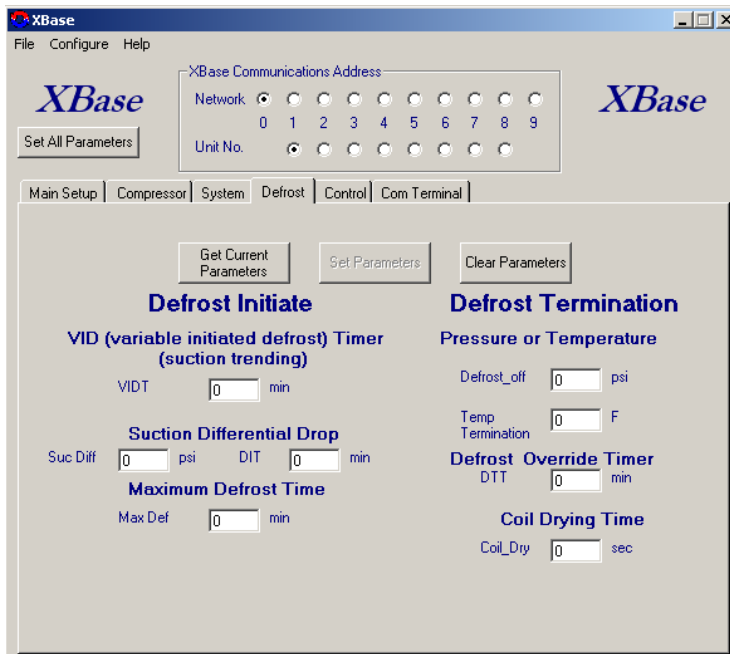 XBase
File Configure Help
XBase Communications Address
XBase
Network
XBase
0 1 2 3 4 5 6 7 8 9
Set All Parameters
Unit No.
Main Setup Compressor System Defrost Control Com Terminal
Get Current
Parameters
Set Parameters
Clear Parameters
Defrost Initiate
VID (variable initiated defrost) Timer
(suction trending)
VIDT 0 min
Suction Differential Drop
Suc Diff 0 psi DIT 0 min
Maximum Defrost Time
Max Def 0 min
Defrost Termination
Pressure or Temperature
Defrost_off 0 psi
Temp
Termination 0 F
Defrost Override Timer
DTT 0 min
Coil Drying Time
Coil_Dry 0 sec